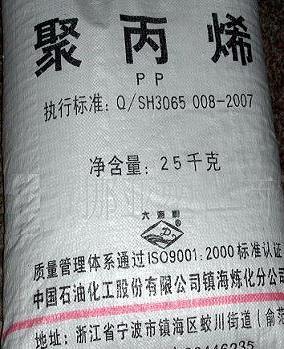 聚丙烯
PP
执行标准：Q/SH3065 008-2007
净含量：25千克
质量管理体系通过ISO9001:2000标准认证
中国石油化工股份有限公司镇海炼化分公司
地址：浙江省宁波市镇海区蛟川街道（俞范